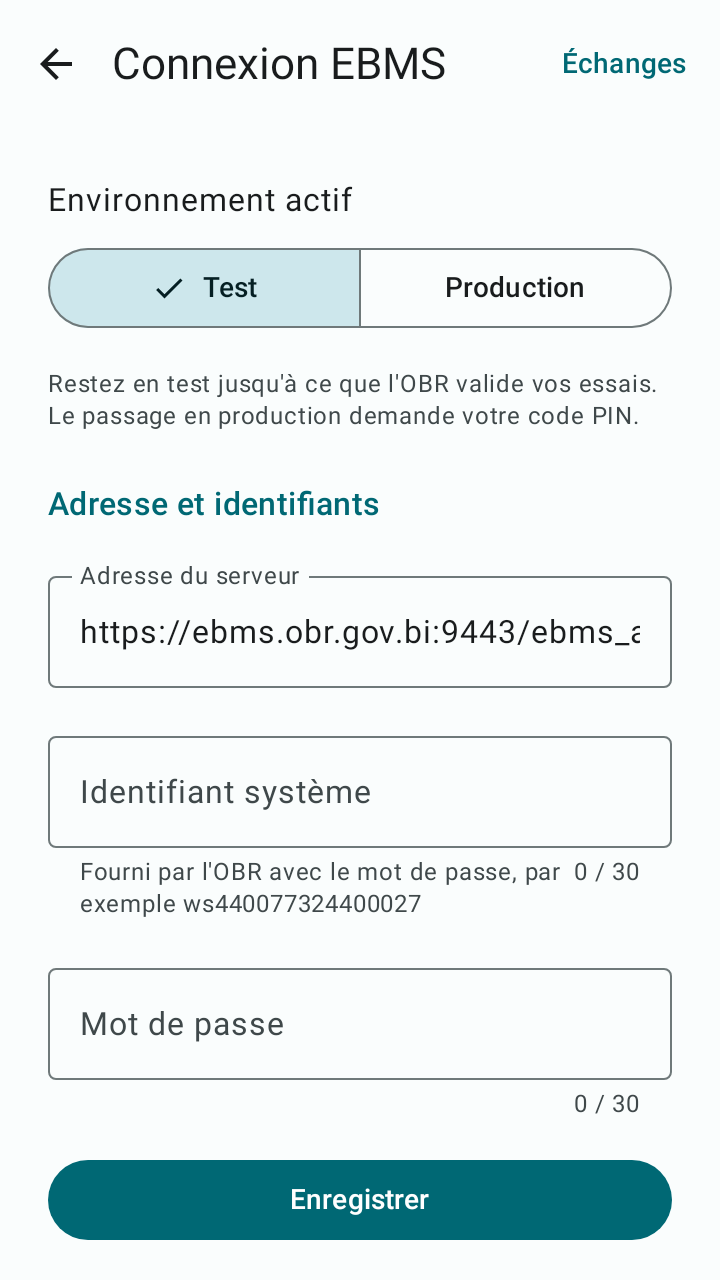 Connexion EBMS
Échanges
Environnement actif
Test
Production
Restez en test jusqu'à ce que l'OBR valide vos essais.
Le passage en production demande votre code PIN.
Adresse et identifiants
Adresse du serveur
https://ebms.obr.gov.bi:9443/ebms_a
Identifiant système
Fourni par l'OBR avec le mot de passe, par
exemple ws440077324400027
0 / 30
Mot de passe
0 / 30
Enregistrer